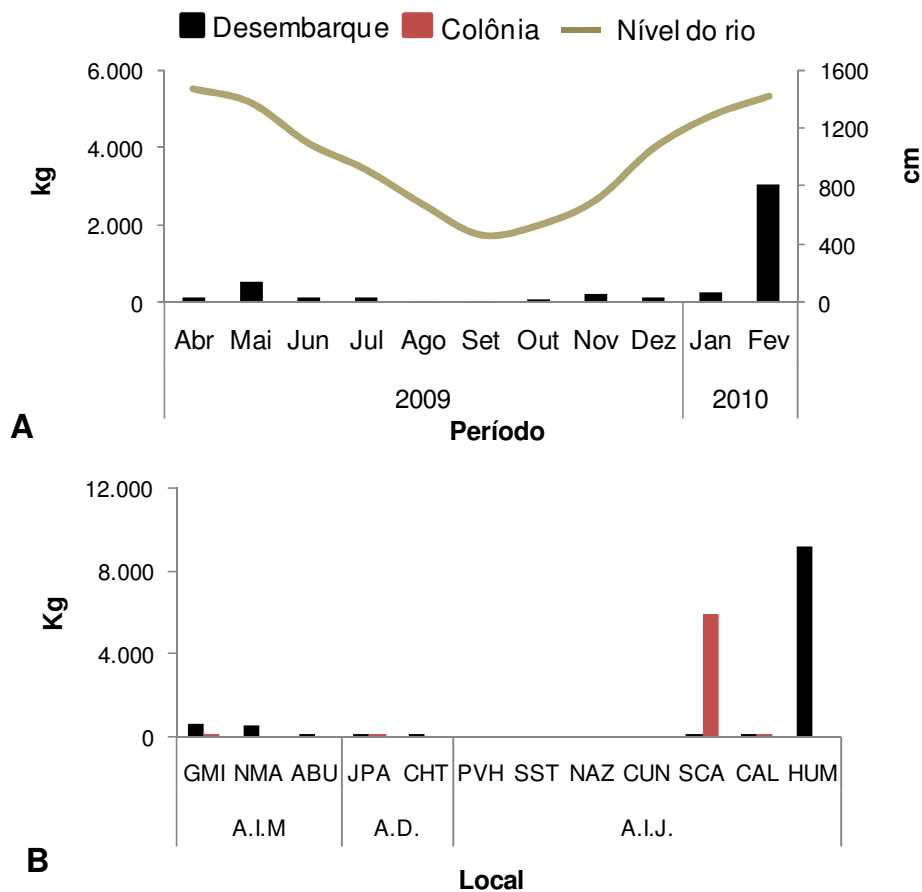 Desembarque Colônia Nível do rio
6.000 1600
4.000 1200
kg cm
800
2.000
400
0 0
Abr Mai Jun Jul Ago Set Out Nov Dez Jan Fev
2009 2010
A
Período
12.000
8.000
Kg
4.000
0
GMI NMA ABU JPA CHT PVH SST NAZ CUN SCA CAL HUM
A.I.M A.D. A.I.J.
B
Local